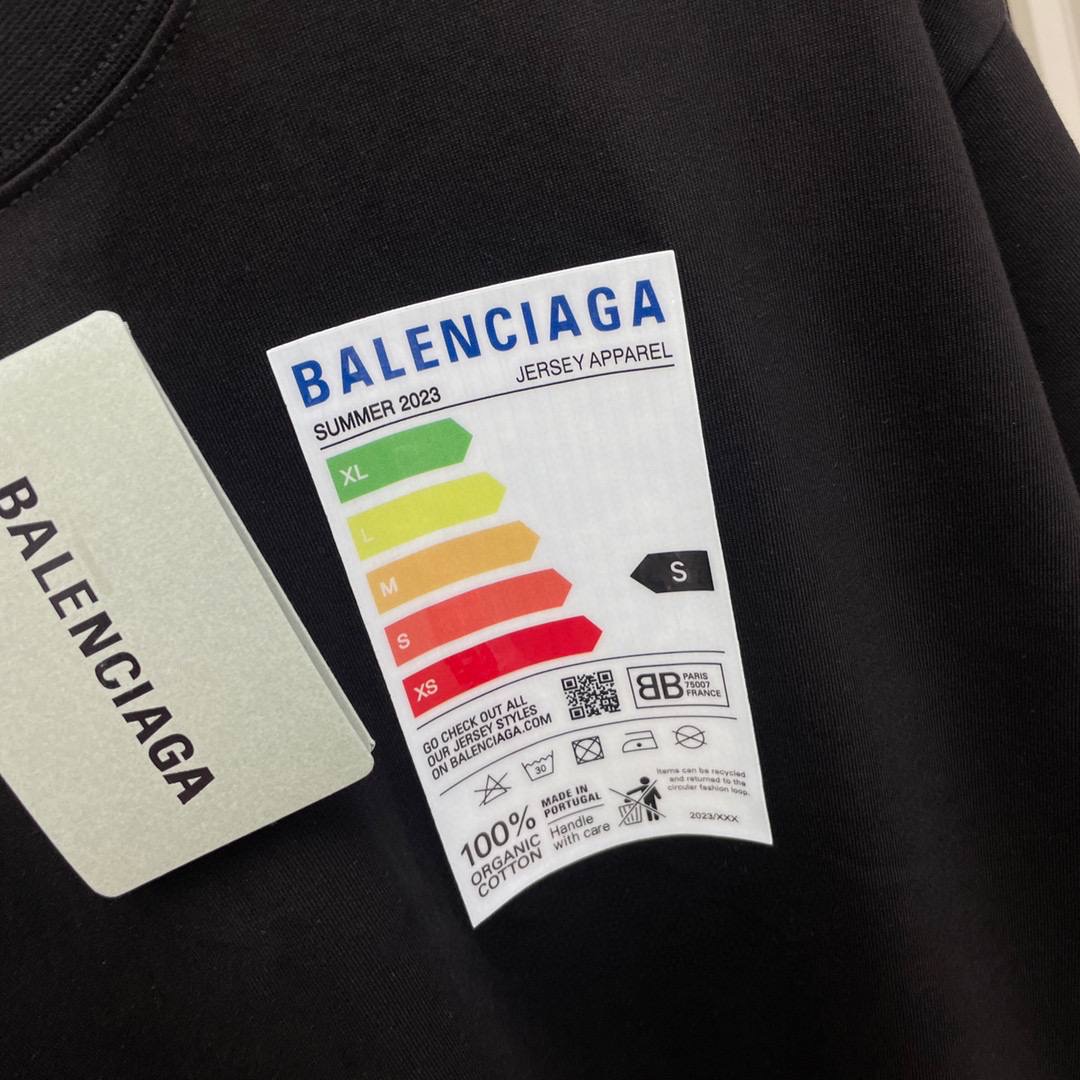 BALENCIAGA
BALENCIAGA
SUMMER 2023
JERSEY APPAREL
XL
L
M
S
XS
S
GO CHECK OUT ALL
OUR JERSEY STYLES
ON BALENCIAGA.COM
BB
PARIS
75007
FRANCE
30
100%
ORGANIC
COTTON
MADE IN
PORTUGAL
Handle
with care
Items can be recycled
and returned to the
circular fashion loop.
2023/XXX